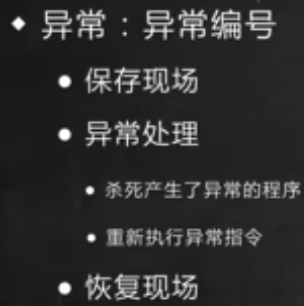 异常：异常编号
保存现场
异常处理
杀死产生了异常的程序
重新执行异常指令
恢复现场